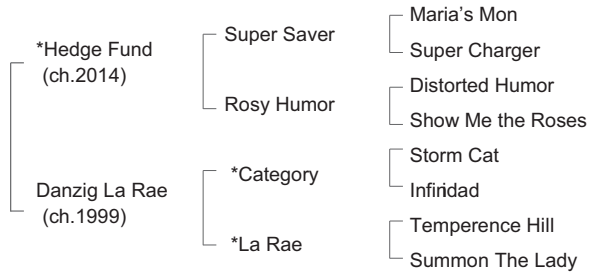 Maria's Mon
Super Saver
*Hedge Fund
Super Charger
(ch.2014)
Distorted Humor
Rosy Humor
Show Me the Roses
Storm Cat
*Category
Danzig La Rae
Infiridad
(ch.1999)
Temperence Hill
*La Rae
Summon The Lady